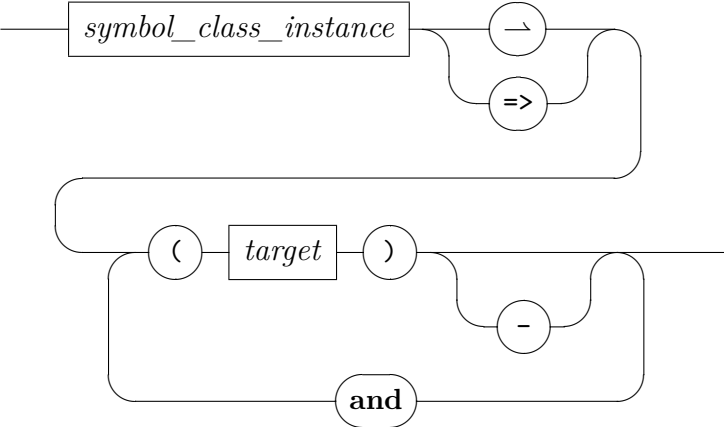 symbol_class_instance ⇀
=>
( target )
-
and